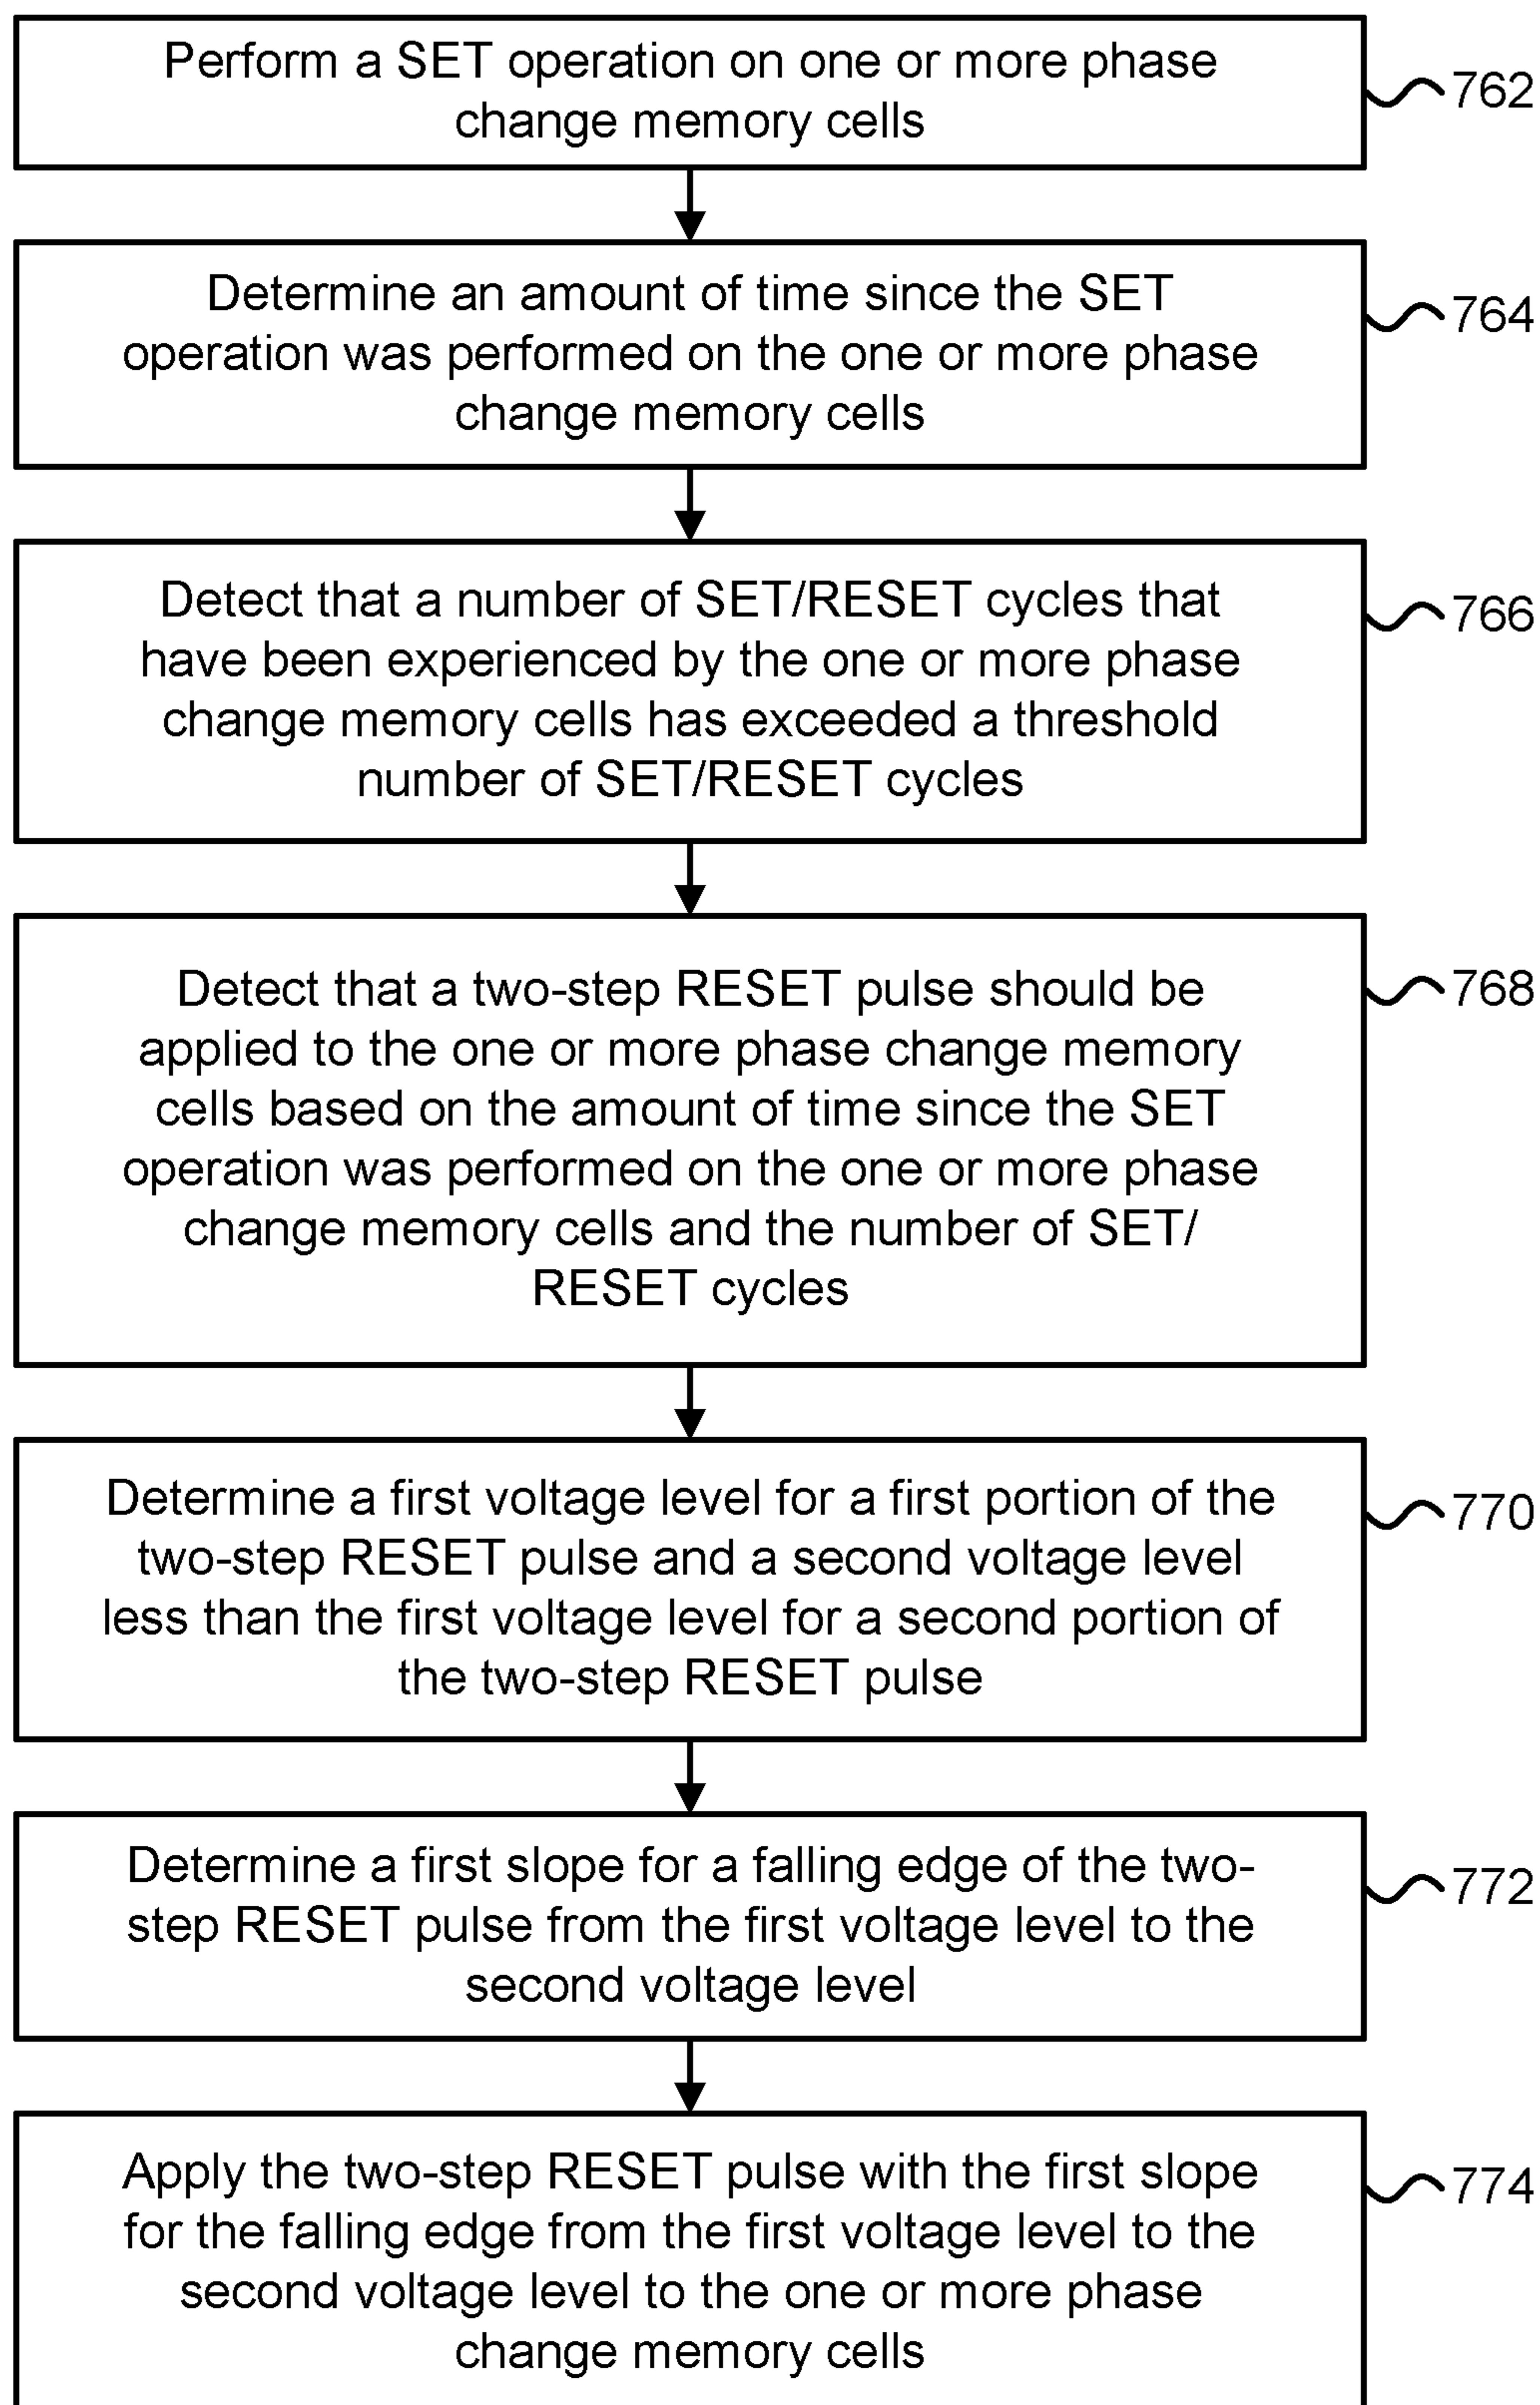 Perform a SET operation on one or more phase
change memory cells
762
Determine an amount of time since the SET
operation was performed on the one or more phase
change memory cells
764
Detect that a number of SET/RESET cycles that
have been experienced by the one or more phase
change memory cells has exceeded a threshold
number of SET/RESET cycles
766
Detect that a two-step RESET pulse should be
applied to the one or more phase change memory
cells based on the amount of time since the SET
operation was performed on the one or more phase
change memory cells and the number of SET/
RESET cycles
768
Determine a first voltage level for a first portion of the
two-step RESET pulse and a second voltage level
less than the first voltage level for a second portion of
the two-step RESET pulse
770
Determine a first slope for a falling edge of the two-
step RESET pulse from the first voltage level to the
second voltage level
772
Apply the two-step RESET pulse with the first slope
for the falling edge from the first voltage level to the
second voltage level to the one or more phase
change memory cells
774